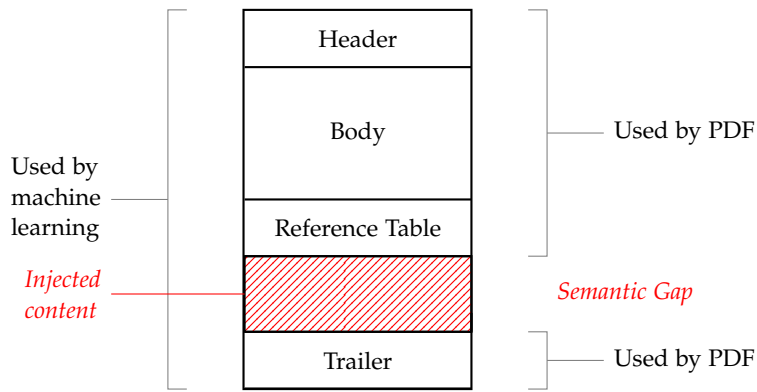 Header
Body
Used by PDF
Used by
machine
learning
Reference Table
Injected
content
Semantic Gap
Trailer
Used by PDF